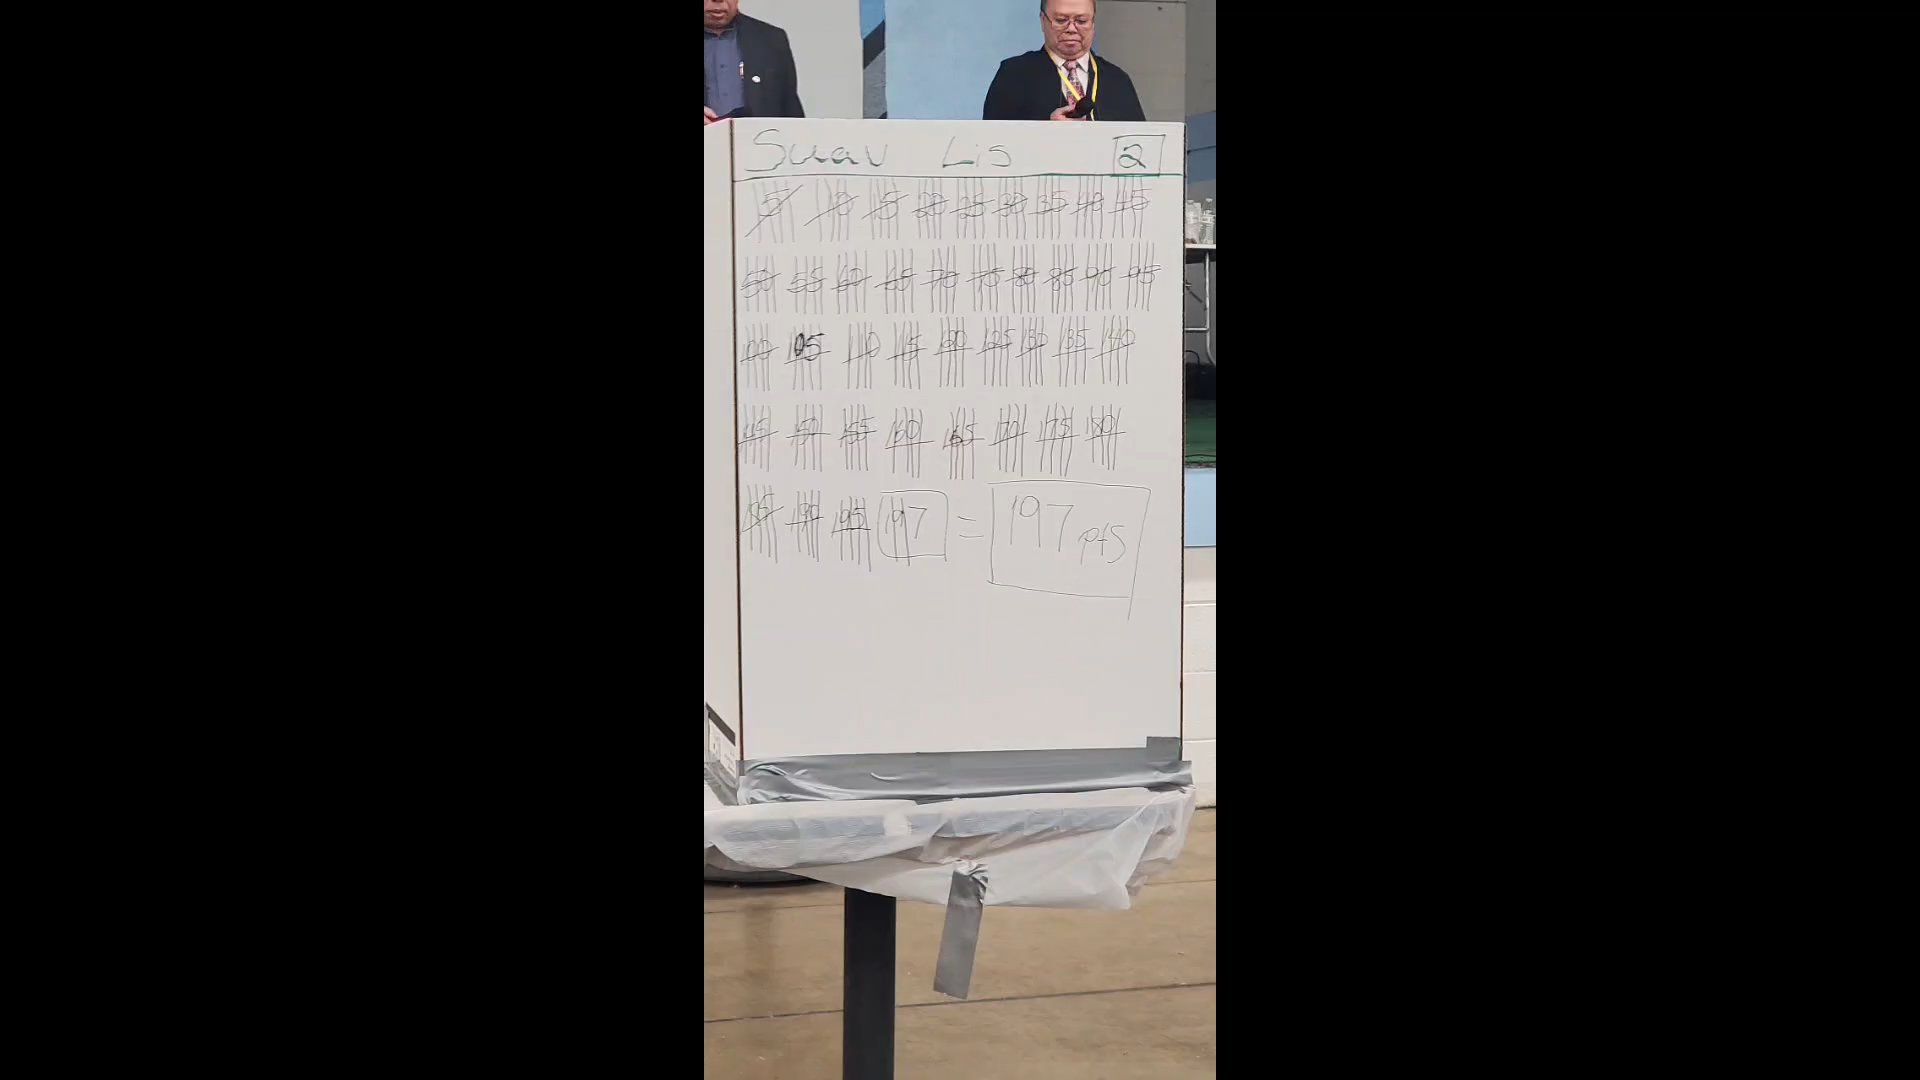 Suav Lis 2
5 10 15 20 25 30 35 40 45
50 55 60 65 70 75 80 85 90 95
100 105 110 115 120 125 130 135 140
145 150 155 160 165 170 175 180
185 190 195 197 = 197 pts